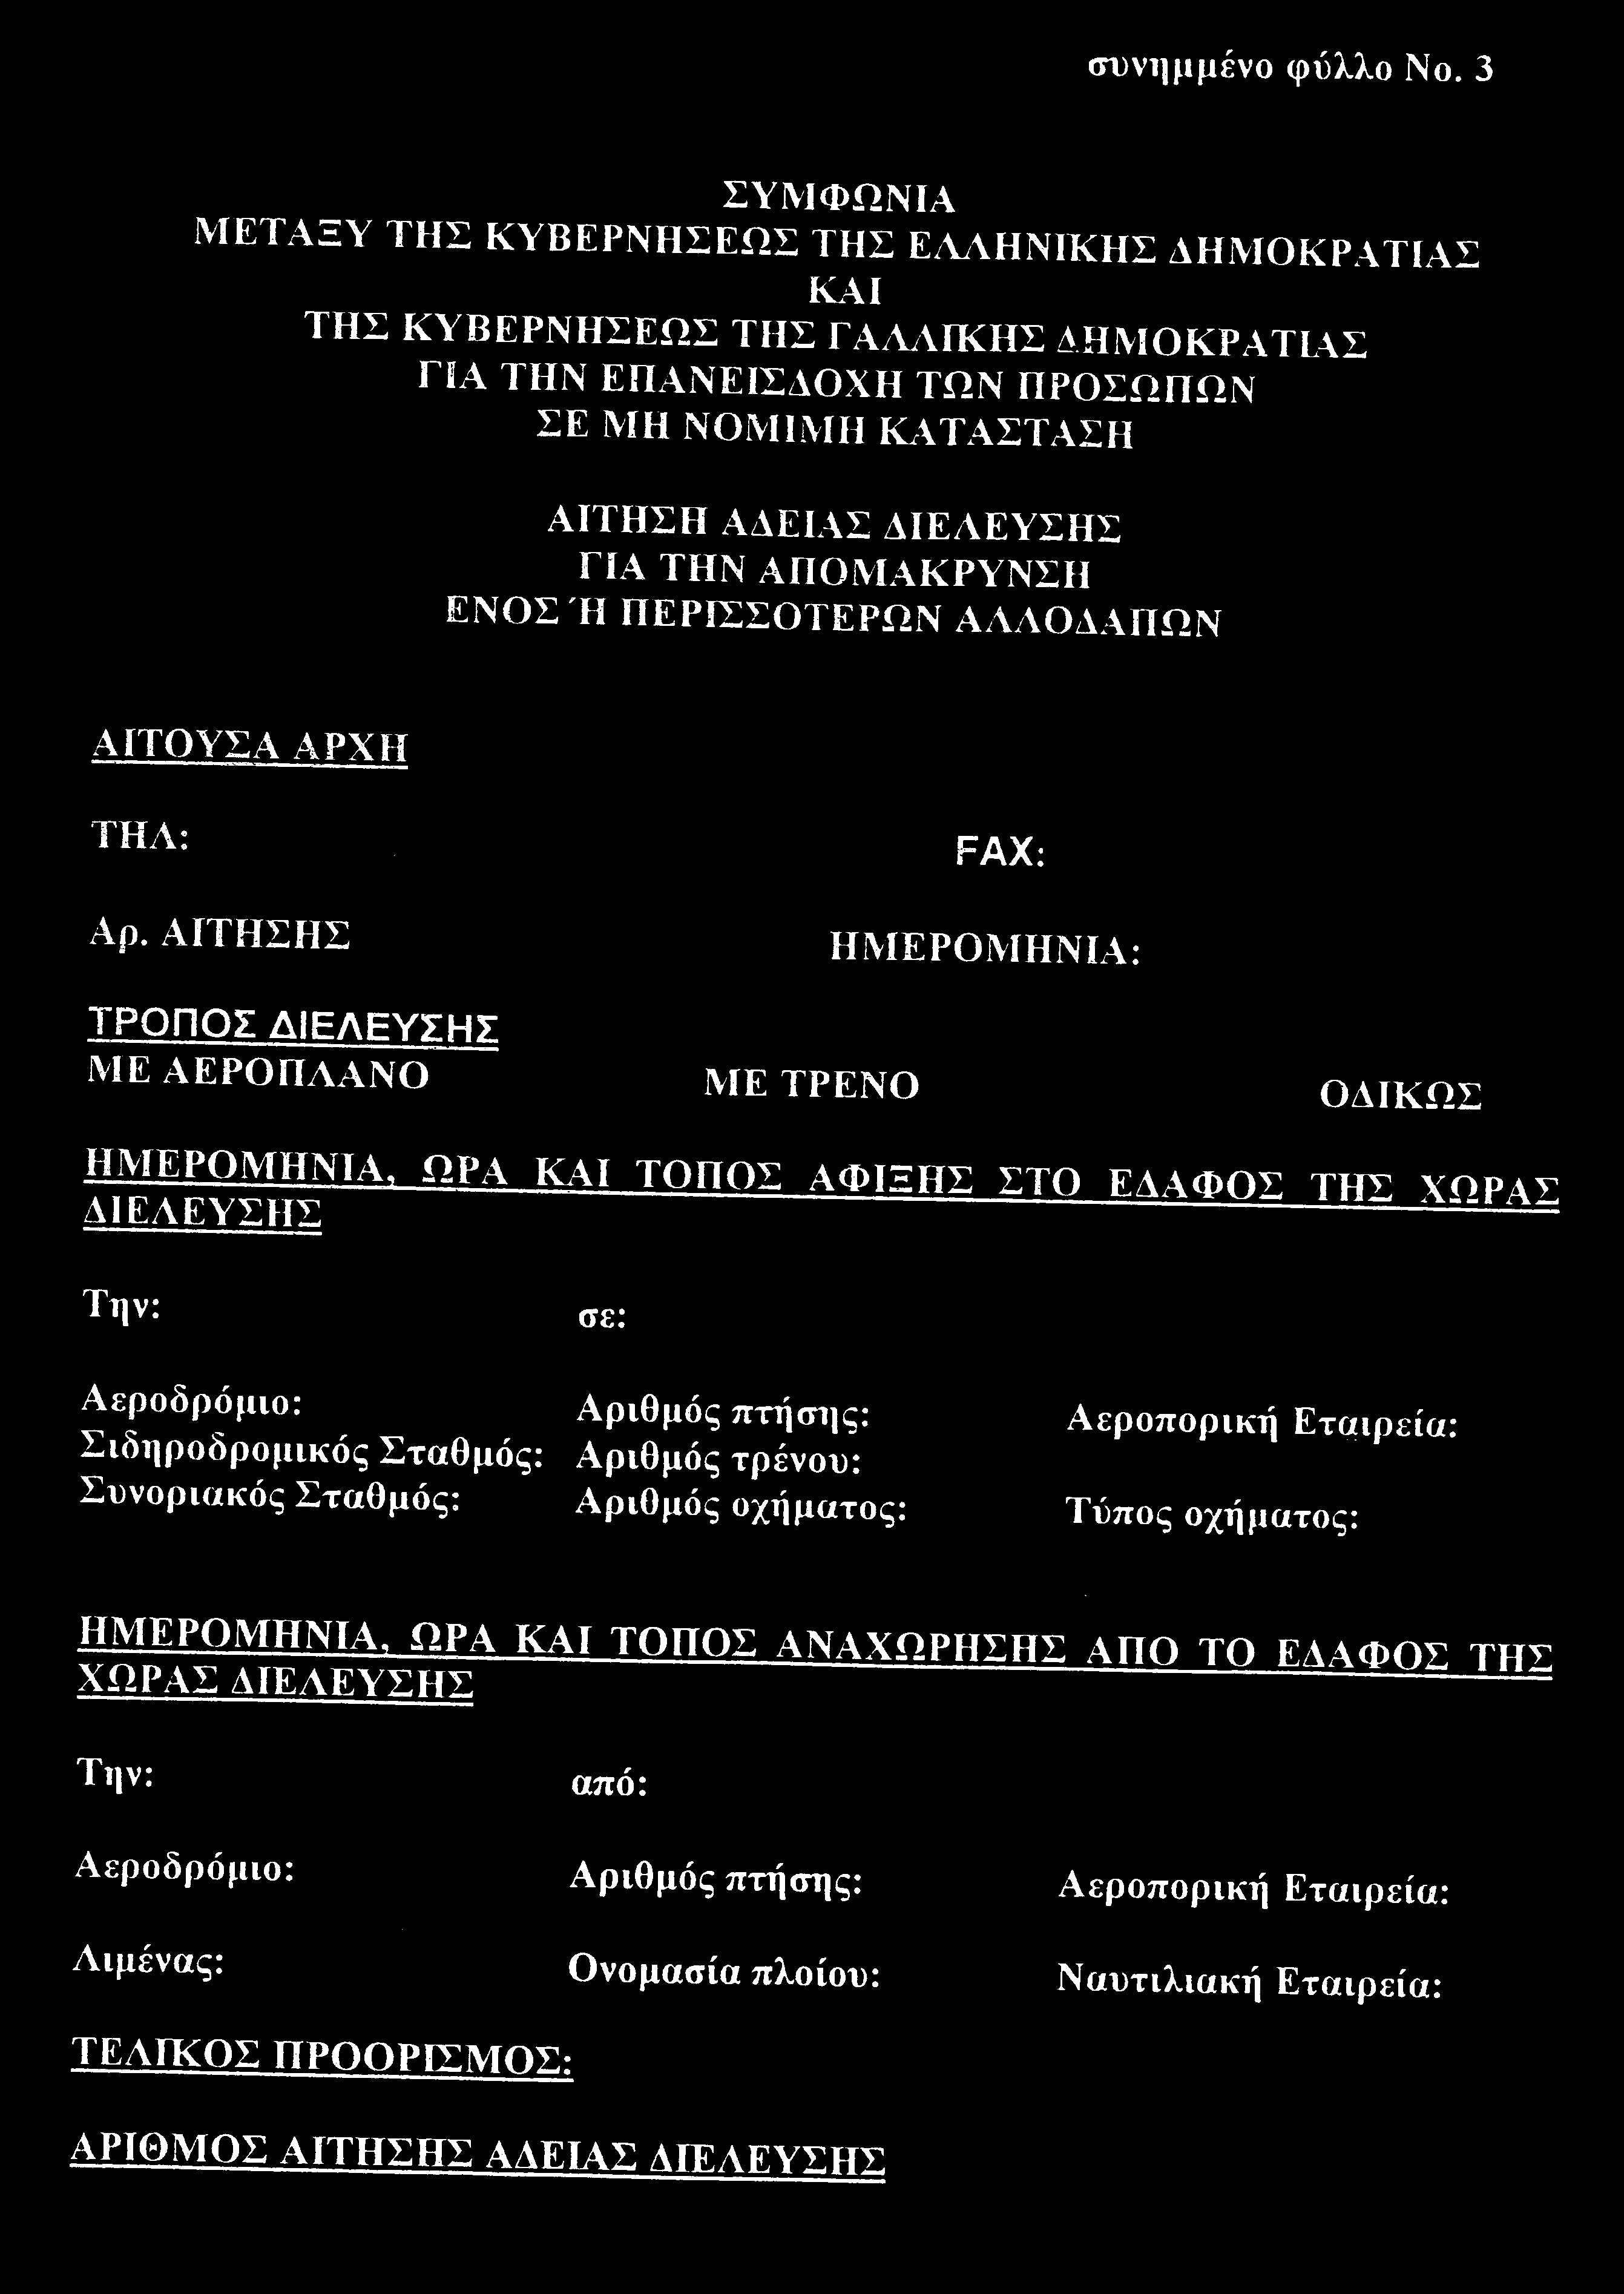 συνημμένο φύλλο Νο. 3
ΣΥΜΦΩΝΙΑ
ΜΕΤΑΞΥ ΤΗΣ ΚΥΒΕΡΝΗΣΕΩΣ ΤΗΣ ΕΛΛΗΝΙΚΗΣ ΔΗΜΟΚΡΑΤΙΑΣ
ΚΑΙ
ΤΗΣ ΚΥΒΕΡΝΗΣΕΩΣ ΤΗΣ ΓΑΛΛΙΚΗΣ ΔΗΜΟΚΡΑΤΙΑΣ
ΓΙΑ ΤΗΝ ΕΠΑΝΕΙΣΔΟΧΗ ΤΩΝ ΠΡΟΣΩΠΩΝ
ΣΕ ΜΗ ΝΟΜΙΜΗ ΚΑΤΑΣΤΑΣΗ
ΑΙΤΗΣΗ ΑΔΕΙΑΣ ΔΙΕΛΕΥΣΗΣ
ΓΙΑ ΤΗΝ ΑΠΟΜΑΚΡΥΝΣΗ
ΕΝΟΣ Ή ΠΕΡΙΣΣΟΤΕΡΩΝ ΑΛΛΟΔΑΠΩΝ
ΑΙΤΟΥΣΑ ΑΡΧΗ
ΤΗΛ: FAX:
Αρ. ΑΙΤΗΣΗΣ ΗΜΕΡΟΜΗΝΙΑ:
ΤΡΟΠΟΣ ΔΙΕΛΕΥΣΗΣ
ΜΕ ΑΕΡΟΠΛΑΝΟ ΜΕ ΤΡΕΝΟ ΟΔΙΚΩΣ
ΗΜΕΡΟΜΗΝΙΑ, ΩΡΑ ΚΑΙ ΤΟΠΟΣ ΑΦΙΞΗΣ ΣΤΟ ΕΔΑΦΟΣ ΤΗΣ ΧΩΡΑΣ
ΔΙΕΛΕΥΣΗΣ
Την: σε:
Αεροδρόμιο: Αριθμός πτήσης: Αεροπορική Εταιρεία:
Σιδηροδρομικός Σταθμός: Αριθμός τρένου:
Συνοριακός Σταθμός: Αριθμός οχήματος: Τύπος οχήματος:
ΗΜΕΡΟΜΗΝΙΑ, ΩΡΑ ΚΑΙ ΤΟΠΟΣ ΑΝΑΧΩΡΗΣΗΣ ΑΠΟ ΤΟ ΕΔΑΦΟΣ ΤΗΣ
ΧΩΡΑΣ ΔΙΕΛΕΥΣΗΣ
Την: από:
Αεροδρόμιο: Αριθμός πτήσης: Αεροπορική Εταιρεία:
Λιμένας: Ονομασία πλοίου: Ναυτιλιακή Εταιρεία:
ΤΕΛΙΚΟΣ ΠΡΟΟΡΙΣΜΟΣ:
ΑΡΙΘΜΟΣ ΑΙΤΗΣΗΣ ΑΔΕΙΑΣ ΔΙΕΛΕΥΣΗΣ